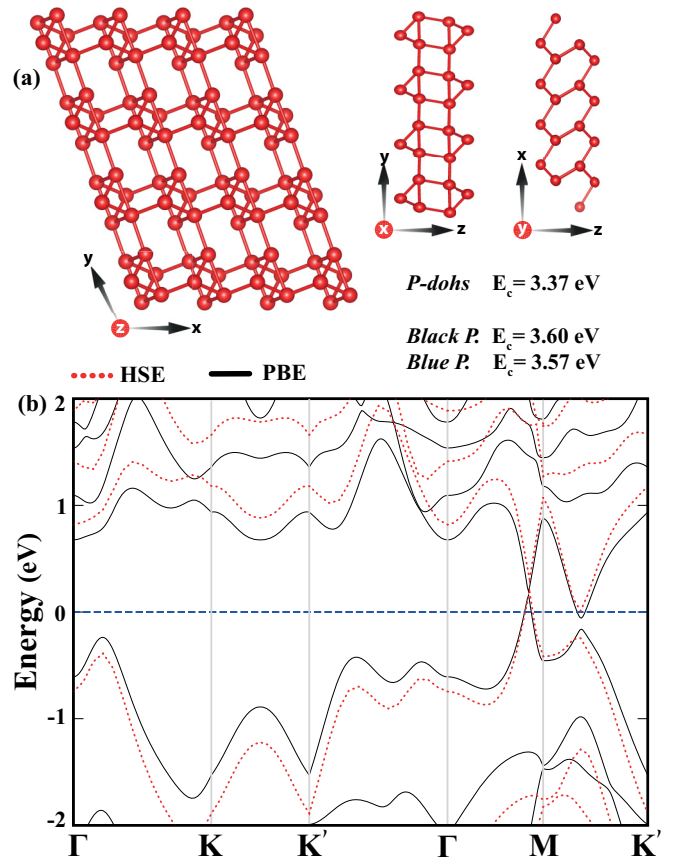 (a)
y
z
x
y
x
z
x
y
z
P-dohs E_c = 3.37 eV
Black P. E_c = 3.60 eV
Blue P. E_c = 3.57 eV
HSE PBE
(b)
Energy (eV)
2
1
0
-1
-2
Γ K K' Γ M K'